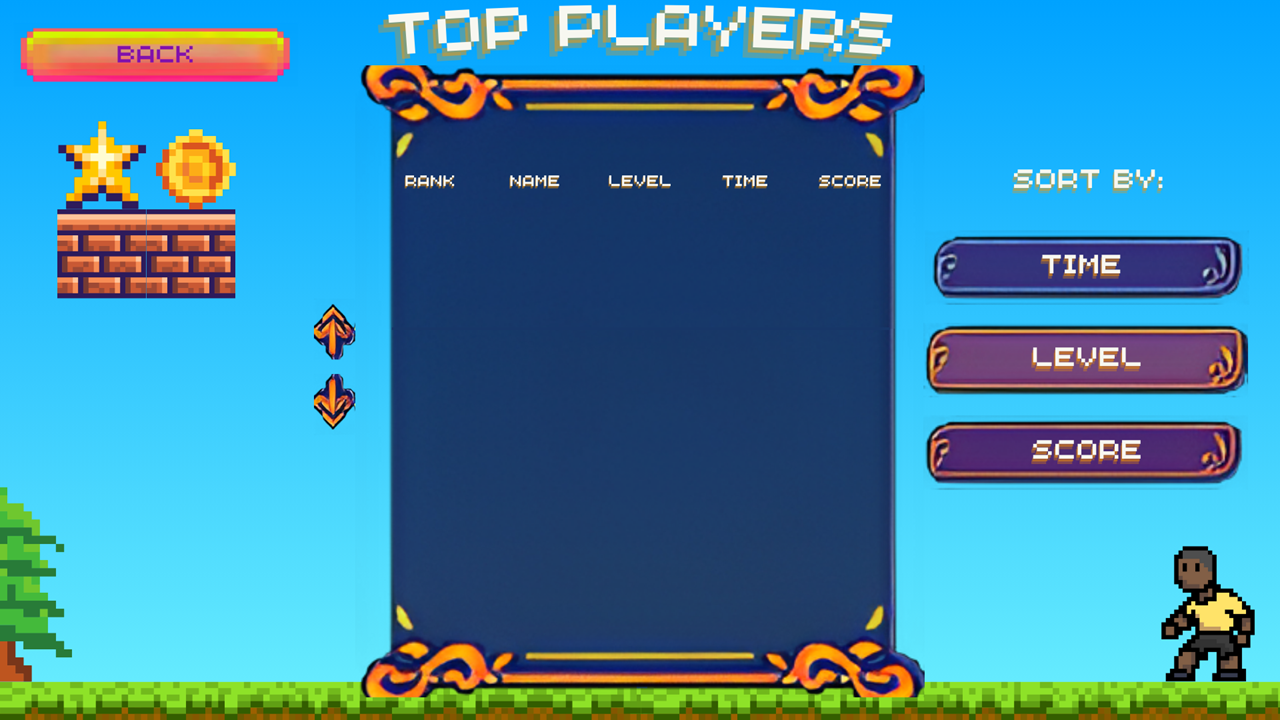 TOP PLAYERS
BACK
RANK NAME LEVEL TIME SCORE
SORT BY:
TIME
LEVEL
SCORE